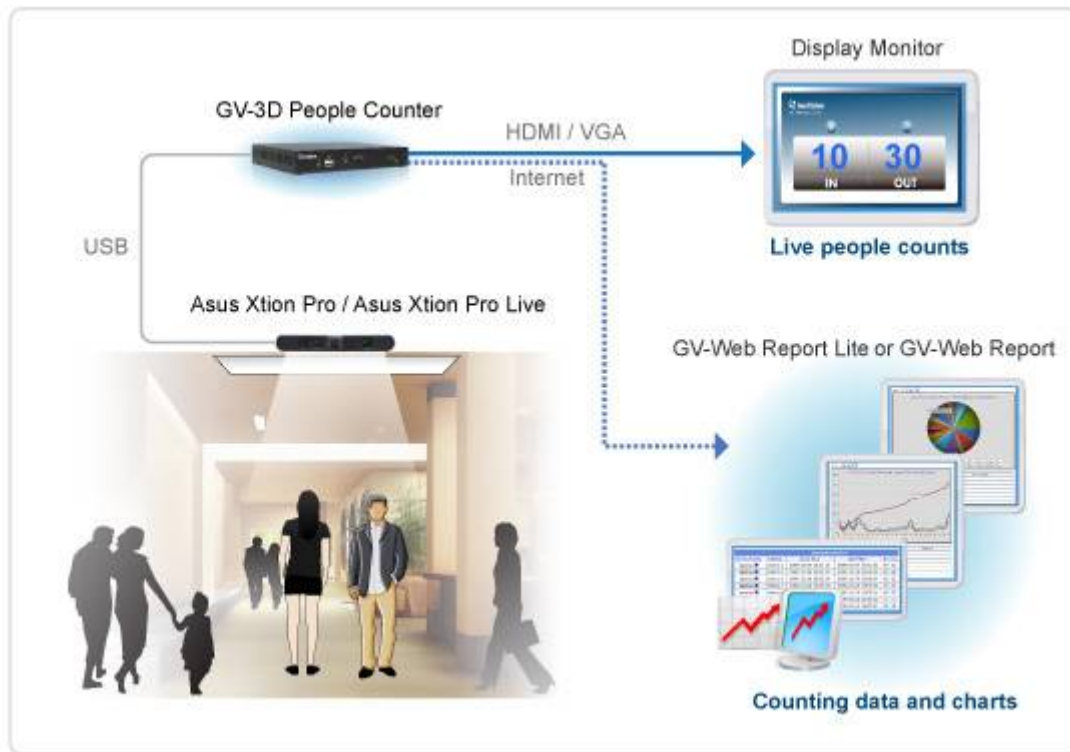 Display Monitor
GV-3D People Counter
HDMI / VGA
Internet
10 30
IN OUT
USB
Live people counts
Asus Xtion Pro / Asus Xtion Pro Live
GV-Web Report Lite or GV-Web Report
Counting data and charts